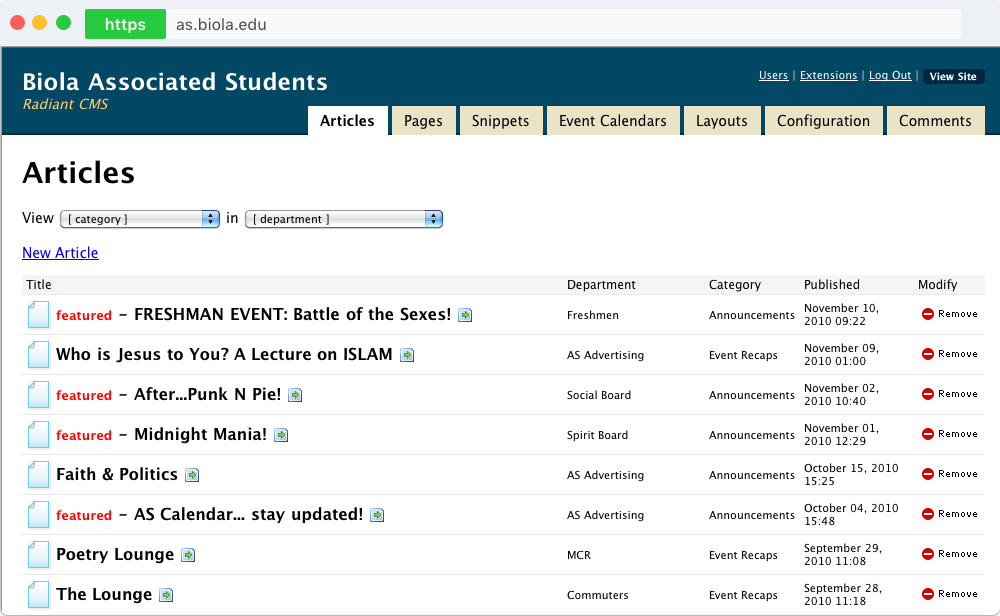 https as.biola.edu
Biola Associated Students
Users | Extensions | Log Out | View Site
Radiant CMS
Articles Pages Snippets Event Calendars Layouts Configuration Comments
Articles
View [ category ] in [ department ]
New Article
Title Department Category Published Modify
featured – FRESHMAN EVENT: Battle of the Sexes! Freshmen Announcements November 10, 2010 09:22 Remove
Who is Jesus to You? A Lecture on ISLAM AS Advertising Event Recaps November 09, 2010 01:00 Remove
featured – After...Punk N Pie! Social Board Announcements November 02, 2010 10:40 Remove
featured – Midnight Mania! Spirit Board Announcements November 01, 2010 12:29 Remove
Faith & Politics AS Advertising Announcements October 15, 2010 15:25 Remove
featured – AS Calendar... stay updated! AS Advertising Announcements October 04, 2010 15:48 Remove
Poetry Lounge MCR Event Recaps September 29, 2010 11:08 Remove
The Lounge Commuters Event Recaps September 28, 2010 11:18 Remove